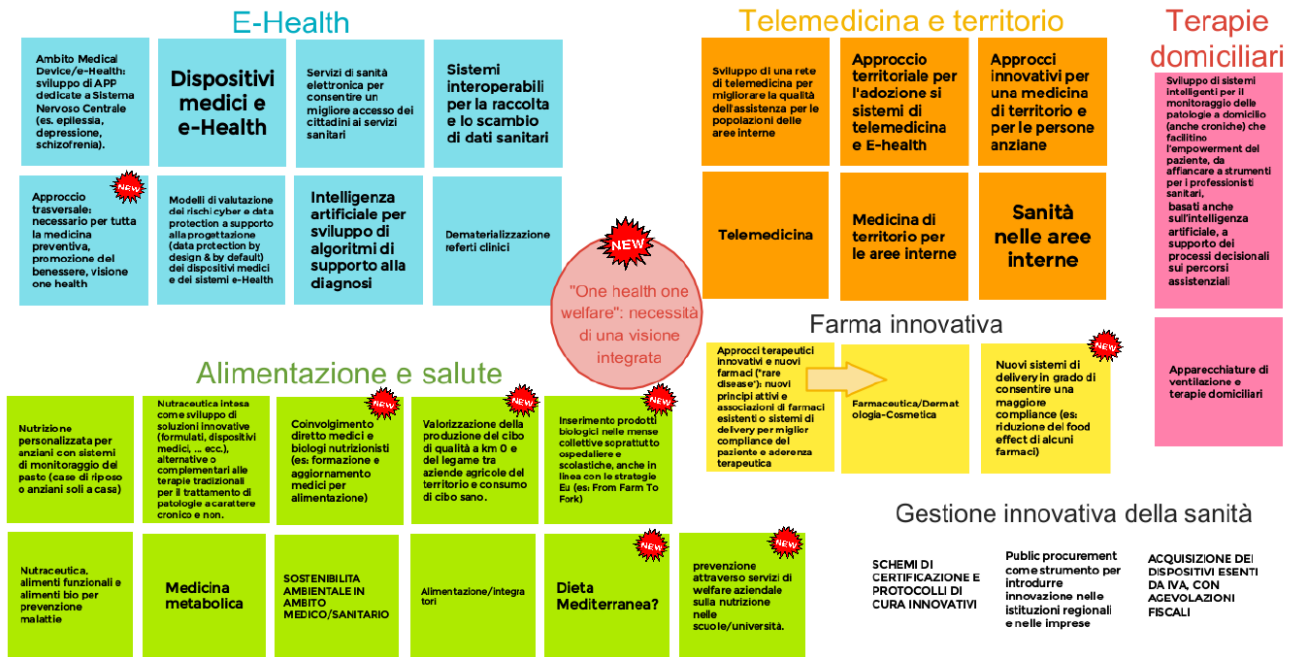 E-Health
Ambito Medical
Device/e-Health:
sviluppo di APP
dedicate a Sistema
Nervoso Centrale
(es. epilessia,
depressione,
schizofrenia).
Dispositivi
medici e
e-Health
Servizi di sanità
elettronica per
consentire un
migliore accesso dei
cittadini ai servizi
sanitari
Sistemi
interoperabili
per la raccolta
e lo scambio
di dati sanitari
NEW
Approccio
trasversale:
necessario per tutta
la medicina
preventiva,
promozione del
benessere, visione
one health
Modelli di valutazione
dei rischi cyber e data
protection a supporto
alla progettazione
(data protection by
design & by default)
dei dispositivi medici
e dei sistemi e-Health
Intelligenza
artificiale per
sviluppo di
algoritmi di
supporto alla
diagnosi
Dematerializzazione
referti clinici
NEW
"One health one
welfare": necessità
di una visione
integrata
Telemedicina e territorio
Sviluppo di una rete
di telemedicina per
migliorare la qualità
dell'assistenza per le
popolazioni delle
aree interne
Approccio
territoriale per
l'adozione si
sistemi di
telemedicina
e E-health
Approcci
innovativi per
una medicina
di territorio e
per le persone
anziane
Telemedicina
Medicina di
territorio per
le aree interne
Sanità
nelle aree
interne
Terapie
domiciliari
Sviluppo di sistemi
intelligenti per il
monitoraggio delle
patologie a domicilio
(anche croniche) che
facilitino
l'empowerment del
paziente, da
affiancare a strumenti
per i professionisti
sanitari,
basati anche
sull'intelligenza
artificiale, a
supporto dei
processi decisionali
sui percorsi
assistenziali
Apparecchiature di
ventilazione e
terapie domiciliari
Farma innovativa
Approcci terapeutici
innovativi e nuovi
farmaci ("rare
disease"): nuovi
principi attivi e
associazioni di farmaci
esistenti o sistemi di
delivery per miglior
compliance del
paziente e aderenza
terapeutica
Farmaceutica/Dermat
ologia-Cosmetica
NEW
Nuovi sistemi di
delivery in grado di
consentire una
maggiore
compliance (es:
riduzione del food
effect di alcuni
farmaci)
Alimentazione e salute
Nutrizione
personalizzata per
anziani con sistemi
di monitoraggio del
pasto (case di riposo
o anziani soli a casa)
Nutraceutica intesa
come sviluppo di
soluzioni innovative
(formulati, dispositivi
medici, ... ecc.),
alternative o
complementari alle
terapie tradizionali
per il trattamento di
patologie a carattere
cronico e non.
NEW
Coinvolgimento
diretto medici e
biologi nutrizionisti
(es: formazione e
aggiornamento
medici per
alimentazione)
NEW
Valorizzazione della
produzione del cibo
di qualità a km 0 e
del legame tra
aziende agricole del
territorio e consumo
di cibo sano.
NEW
Inserimento prodotti
biologici nelle mense
collettive soprattutto
ospedaliere e
scolastiche, anche in
linea con le strategie
Eu (es: From Farm To
Fork)
Nutraceutica,
alimenti funzionali e
alimenti bio per
prevenzione
malattie
Medicina
metabolica
SOSTENIBILITA
AMBIENTALE IN
AMBITO
MEDICO/SANITARIO
Alimentazione/integra
tori
NEW
Dieta
Mediterranea?
NEW
prevenzione
attraverso servizi di
welfare aziendale
sulla nutrizione
nelle
scuole/università.
Gestione innovativa della sanità
SCHEMI DI
CERTIFICAZIONE E
PROTOCOLLI DI
CURA INNOVATIVI
Public procurement
come strumento per
introdurre
innovazione nelle
istituzioni regionali
e nelle imprese
ACQUISIZIONE DEI
DISPOSITIVI ESENTI
DA IVA, CON
AGEVOLAZIONI
FISCALI